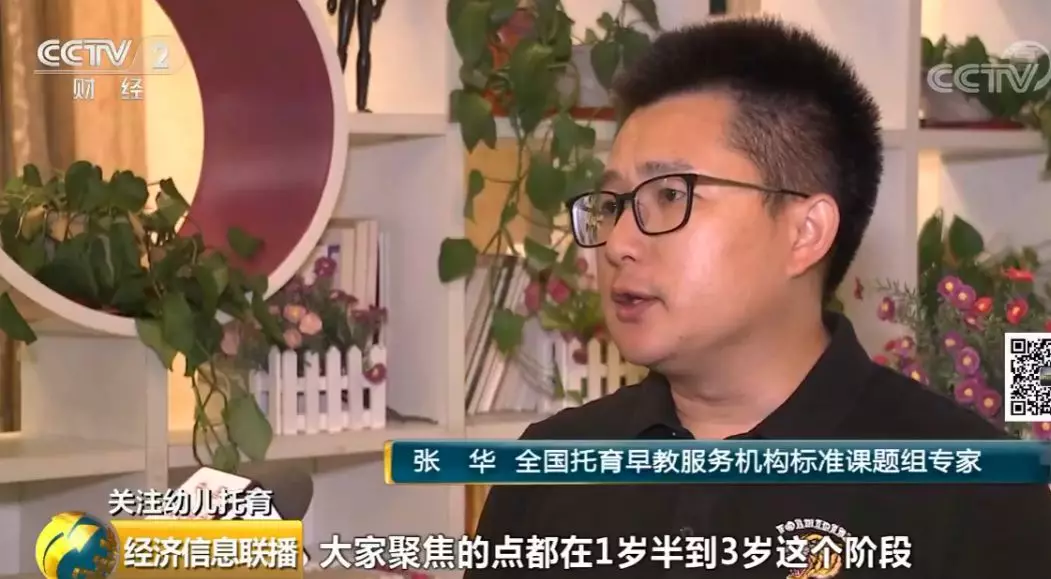 CCTV 2
财经
CCTV
张 华 全国托育早教服务机构标准课题组专家
关注幼儿托育
经济信息联播
大家聚焦的点都在1岁半到3岁这个阶段